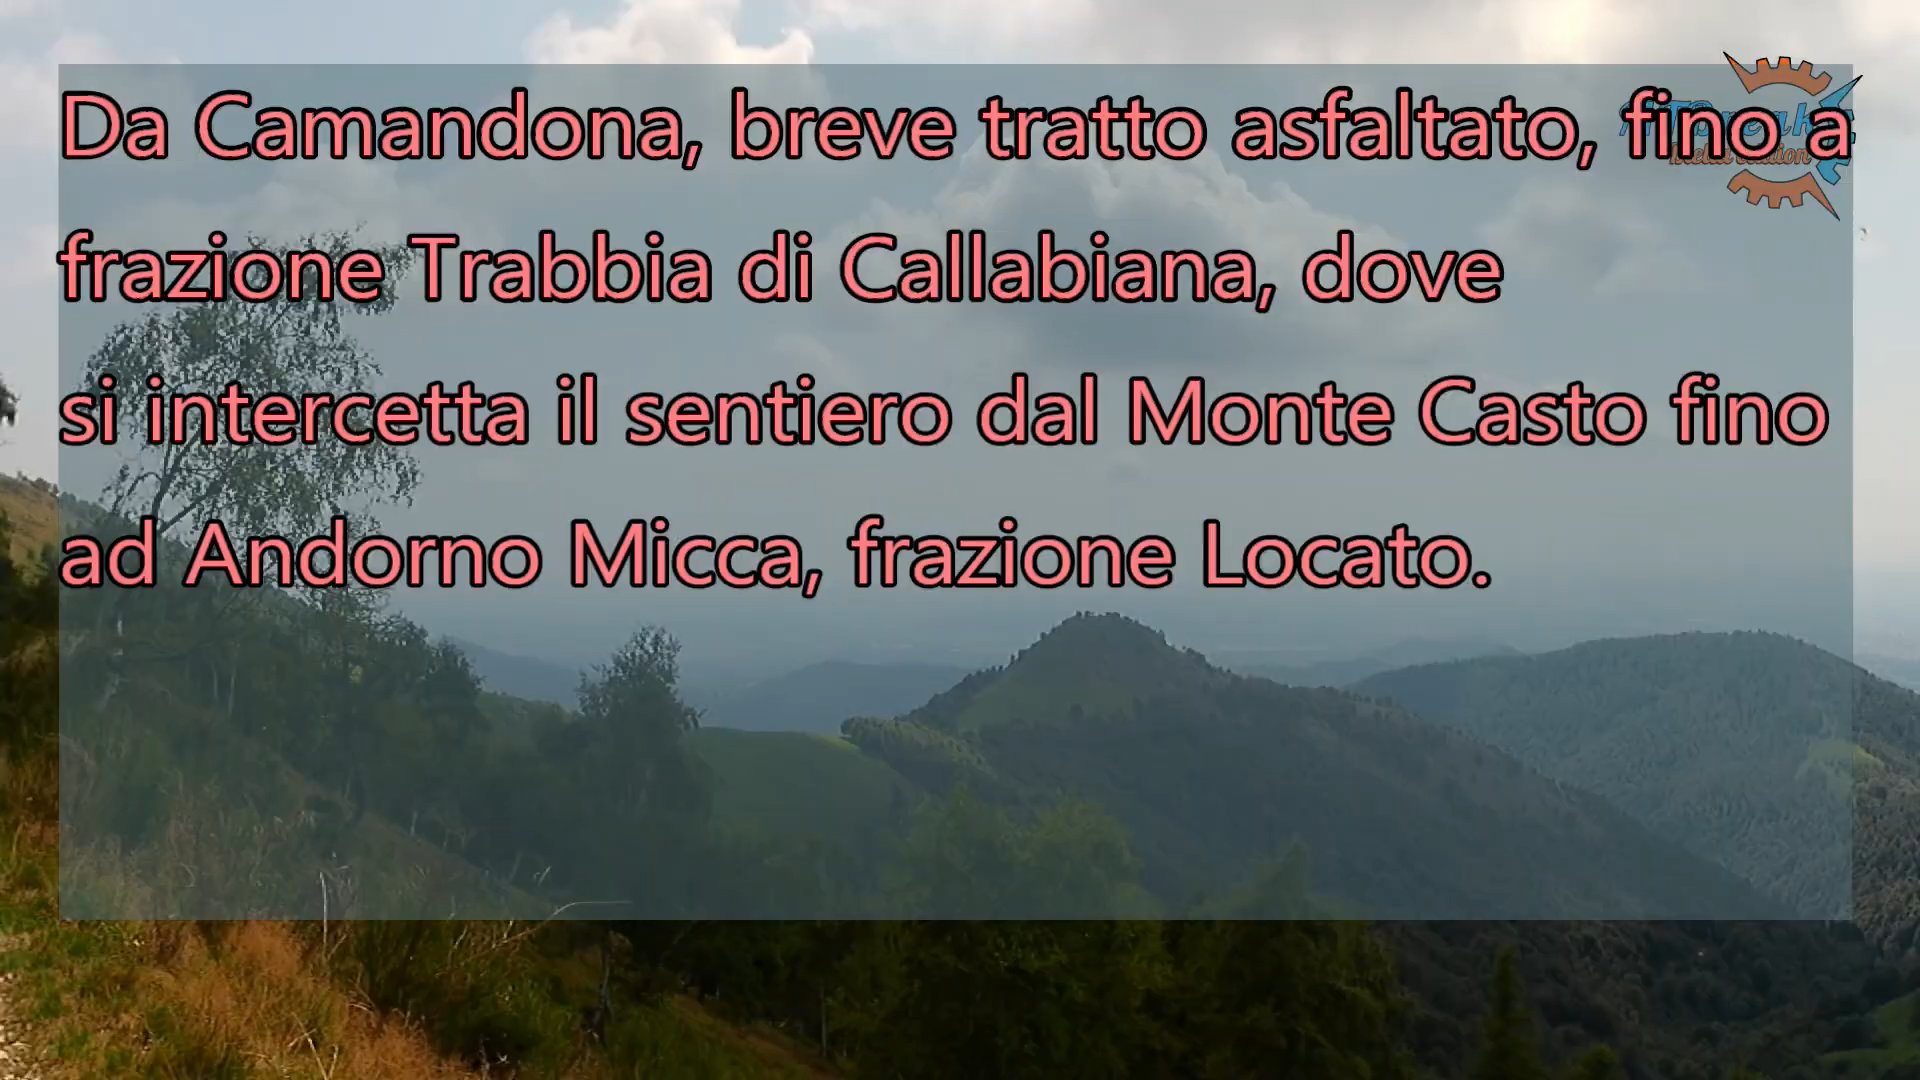 Da Camandona, breve tratto asfaltato, fino a
frazione Trabbia di Callabiana, dove
si intercetta il sentiero dal Monte Casto fino
ad Andorno Micca, frazione Locato.